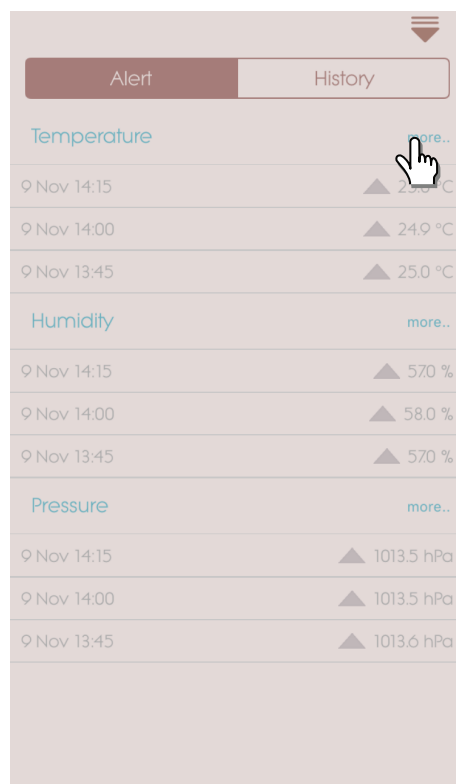 Alert History
Temperature more..
9 Nov 14:15 °C
9 Nov 14:00 24.9 °C
9 Nov 13:45 25.0 °C
Humidity more..
9 Nov 14:15 57.0 %
9 Nov 14:00 58.0 %
9 Nov 13:45 57.0 %
Pressure more..
9 Nov 14:15 1013.5 hPa
9 Nov 14:00 1013.5 hPa
9 Nov 13:45 1013.6 hPa